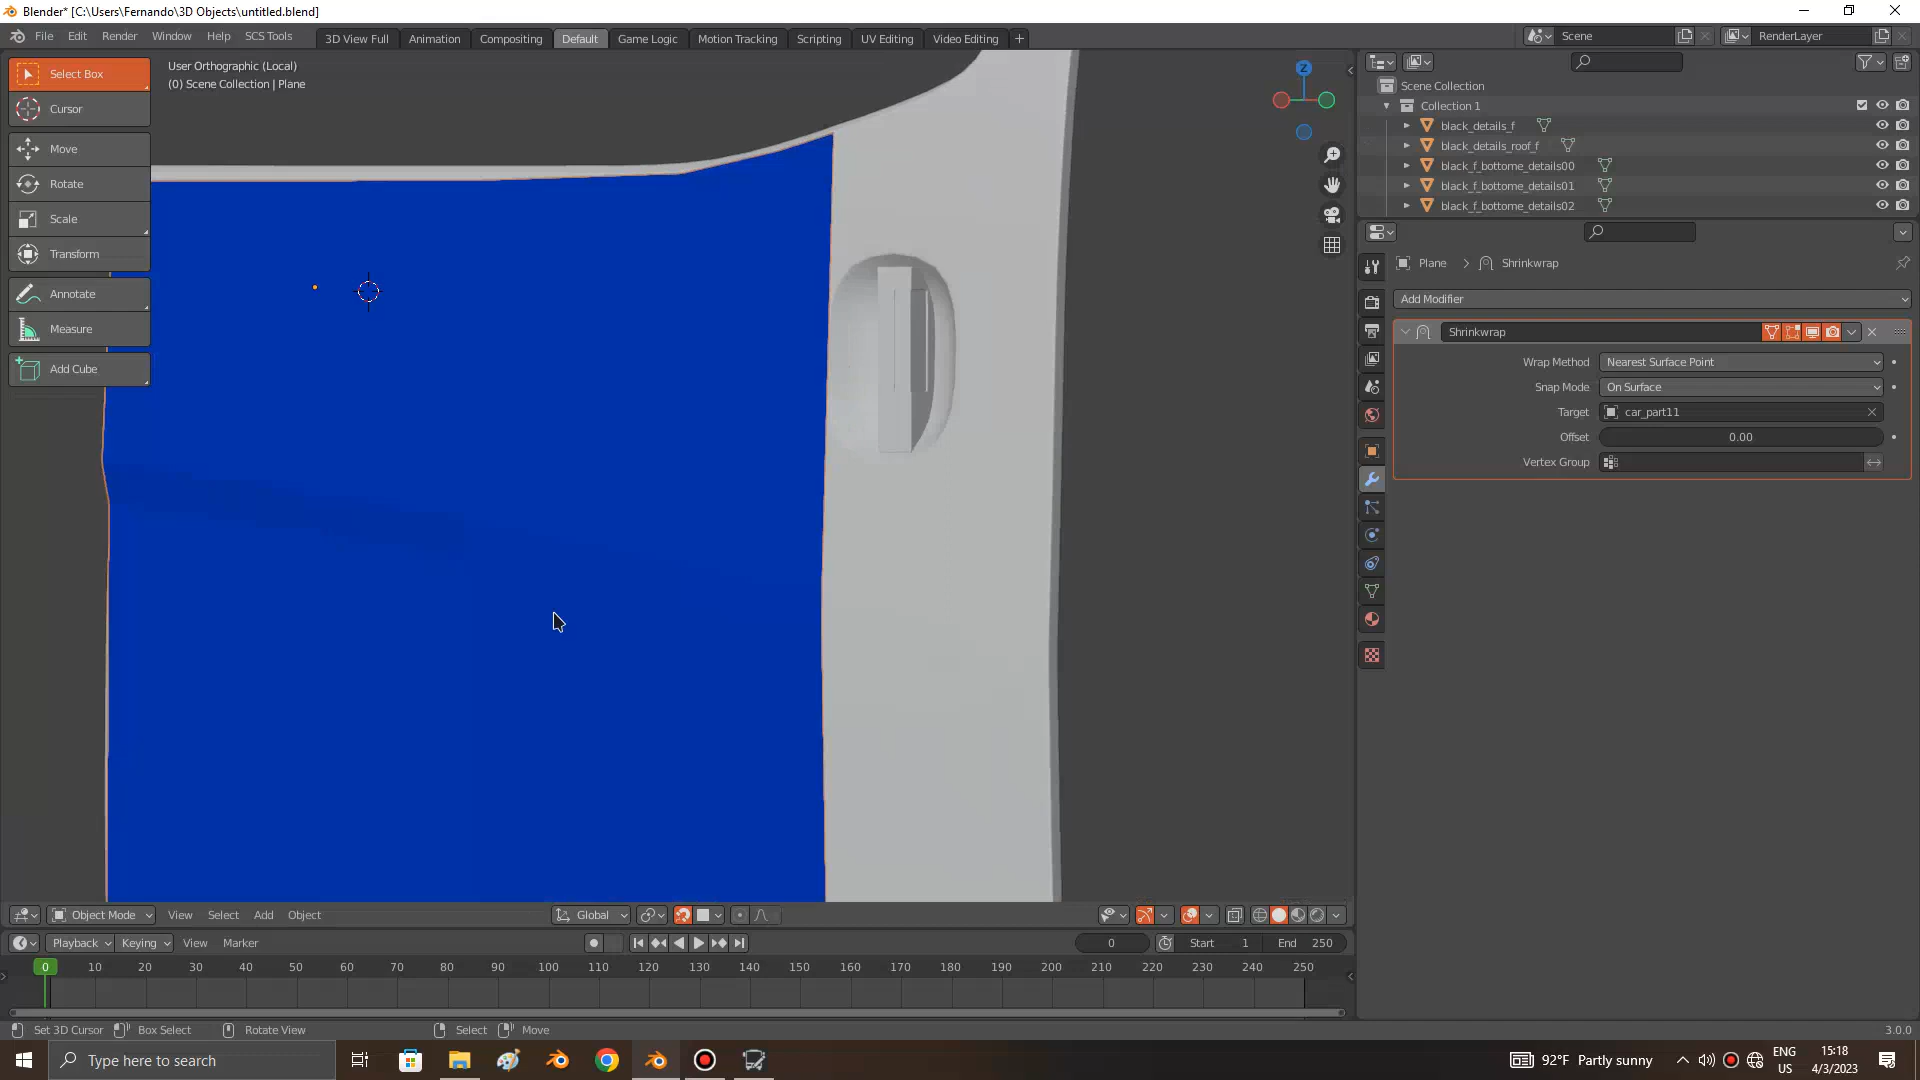 Blender* [C:\Users\Fernando\3D Objects\untitled.blend]
File Edit Render Window Help SCS Tools 3D View Full Animation Compositing Default Game Logic Motion Tracking Scripting UV Editing Video Editing + Scene RenderLayer
Select Box
Cursor
Move
Rotate
Scale
Transform
Annotate
Measure
Add Cube
User Orthographic (Local)
(0) Scene Collection | Plane
Z
Scene Collection
Collection 1
black_details_f
black_details_roof_f
black_f_bottome_details00
black_f_bottome_details01
black_f_bottome_details02
Plane > Shrinkwrap
Add Modifier
Shrinkwrap
Wrap Method Nearest Surface Point
Snap Mode On Surface
Target car_part11
Offset 0.00
Vertex Group
Object Mode View Select Add Object Global
Playback Keying View Marker 0 Start 1 End 250
0 10 20 30 40 50 60 70 80 90 100 110 120 130 140 150 160 170 180 190 200 210 220 230 240 250
Set 3D Cursor Box Select Rotate View Select Move 3.0.0
Type here to search 92°F Partly sunny ENG US 15:18 4/3/2023